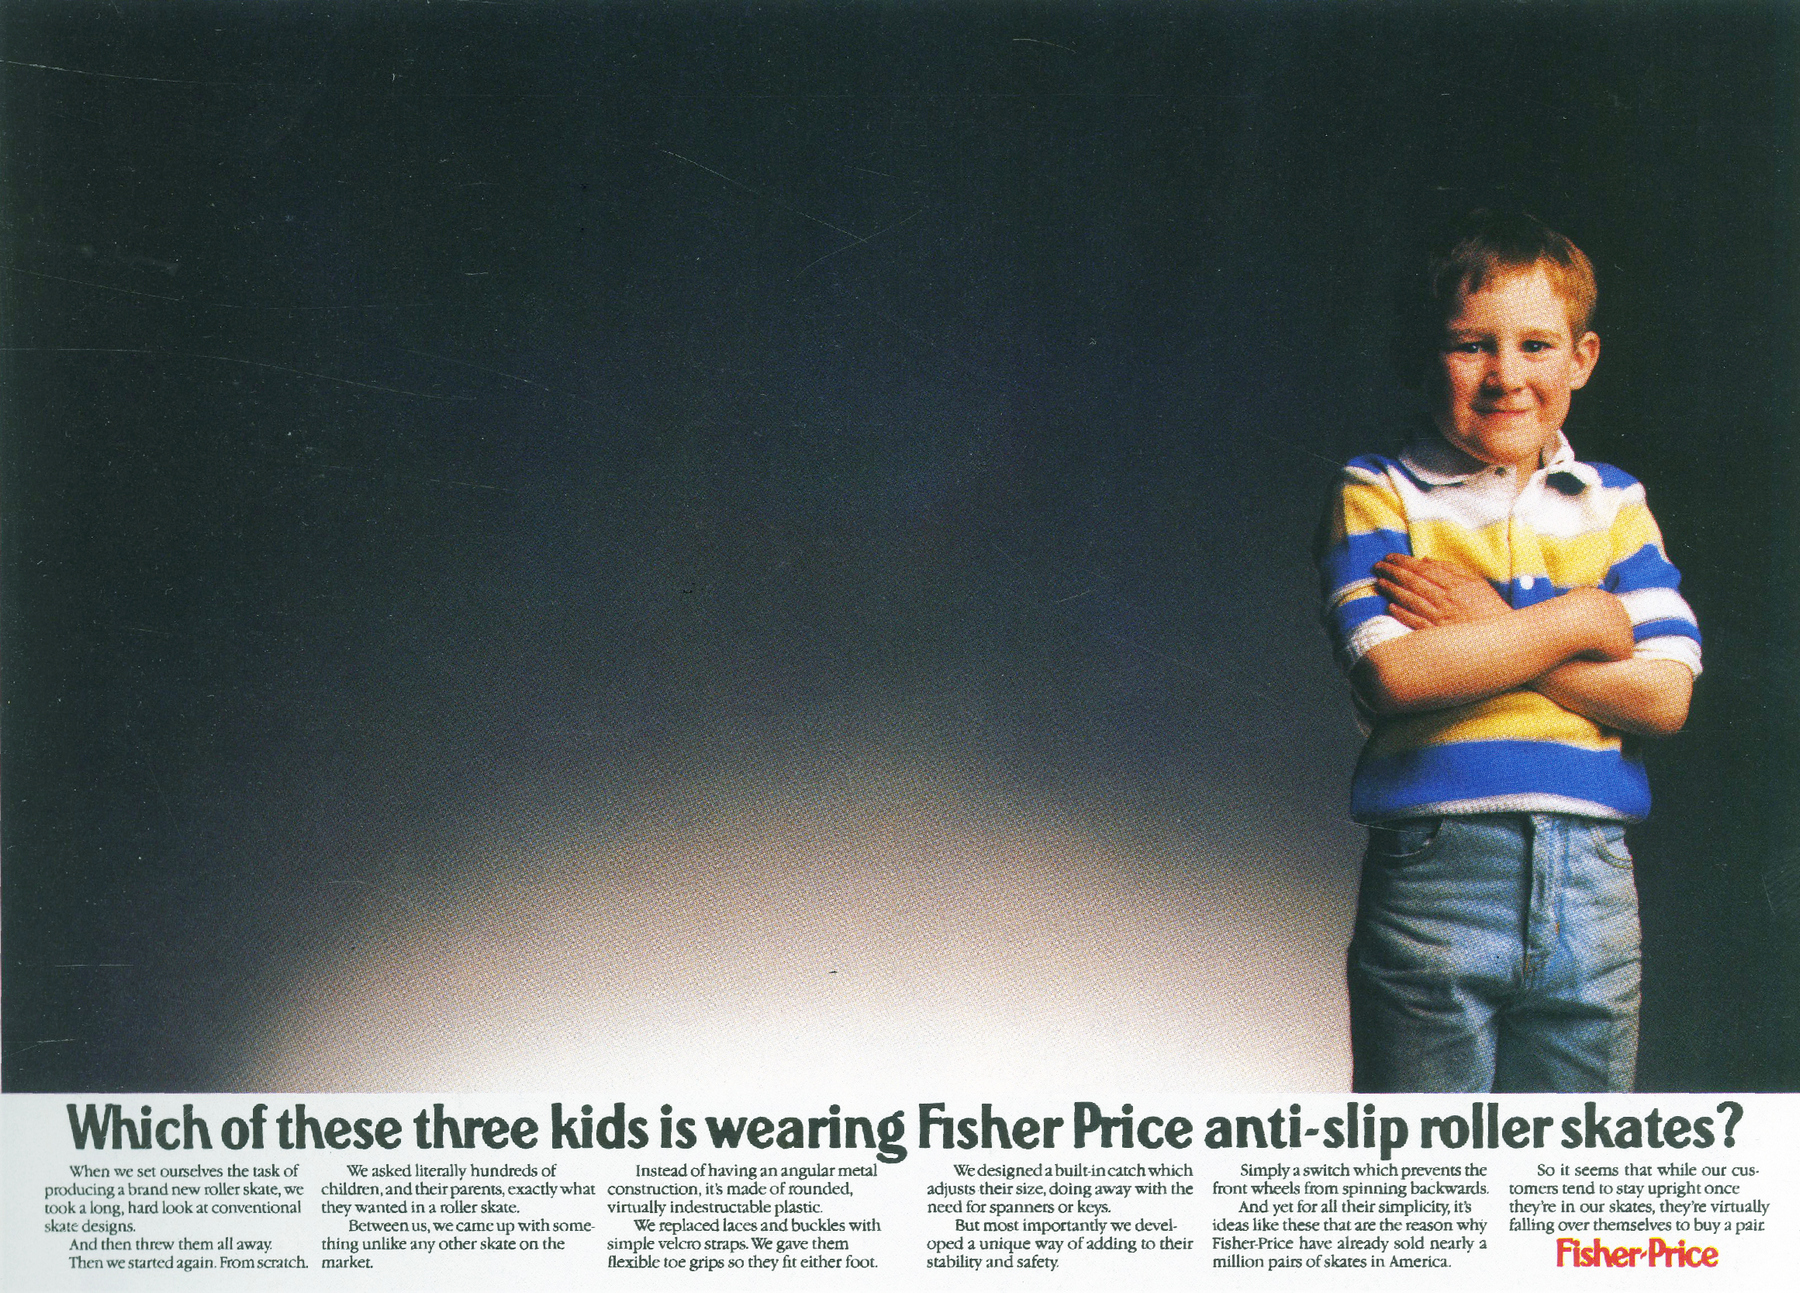 Which of these three kids is wearing Fisher Price anti-slip roller skates?
When we set ourselves the task of
producing a brand new roller skate, we
took a long, hard look at conventional
skate designs.
And then threw them all away.
Then we started again. From scratch.
We asked literally hundreds of
children, and their parents, exactly what
they wanted in a roller skate.
Between us, we came up with some-
thing unlike any other skate on the
market.
Instead of having an angular metal
construction, it's made of rounded,
virtually indestructable plastic.
We replaced laces and buckles with
simple velcro straps. We gave them
flexible toe grips so they fit either foot.
We designed a built-in catch which
adjusts their size, doing away with the
need for spanners or keys.
But most importantly we devel-
oped a unique way of adding to their
stability and safety.
Simply a switch which prevents the
front wheels from spinning backwards.
And yet for all their simplicity, it's
ideas like these that are the reason why
Fisher-Price have already sold nearly a
million pairs of skates in America.
So it seems that while our cus-
tomers tend to stay upright once
they're in our skates, they're virtually
falling over themselves to buy a pair.
Fisher-Price